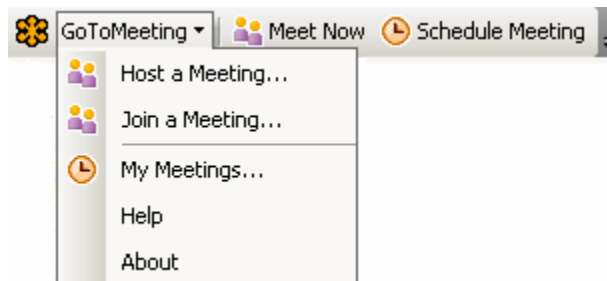 GoToMeeting Meet Now Schedule Meeting
Host a Meeting...
Join a Meeting...
My Meetings...
Help
About